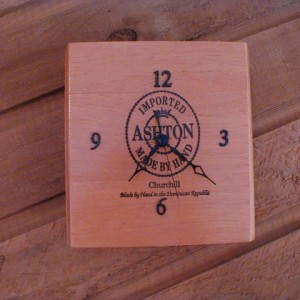 12
IMPORTED
9 ASHTON 3
MADE BY HAND
Churchill
Made by Hand in the Dominican Republic
6